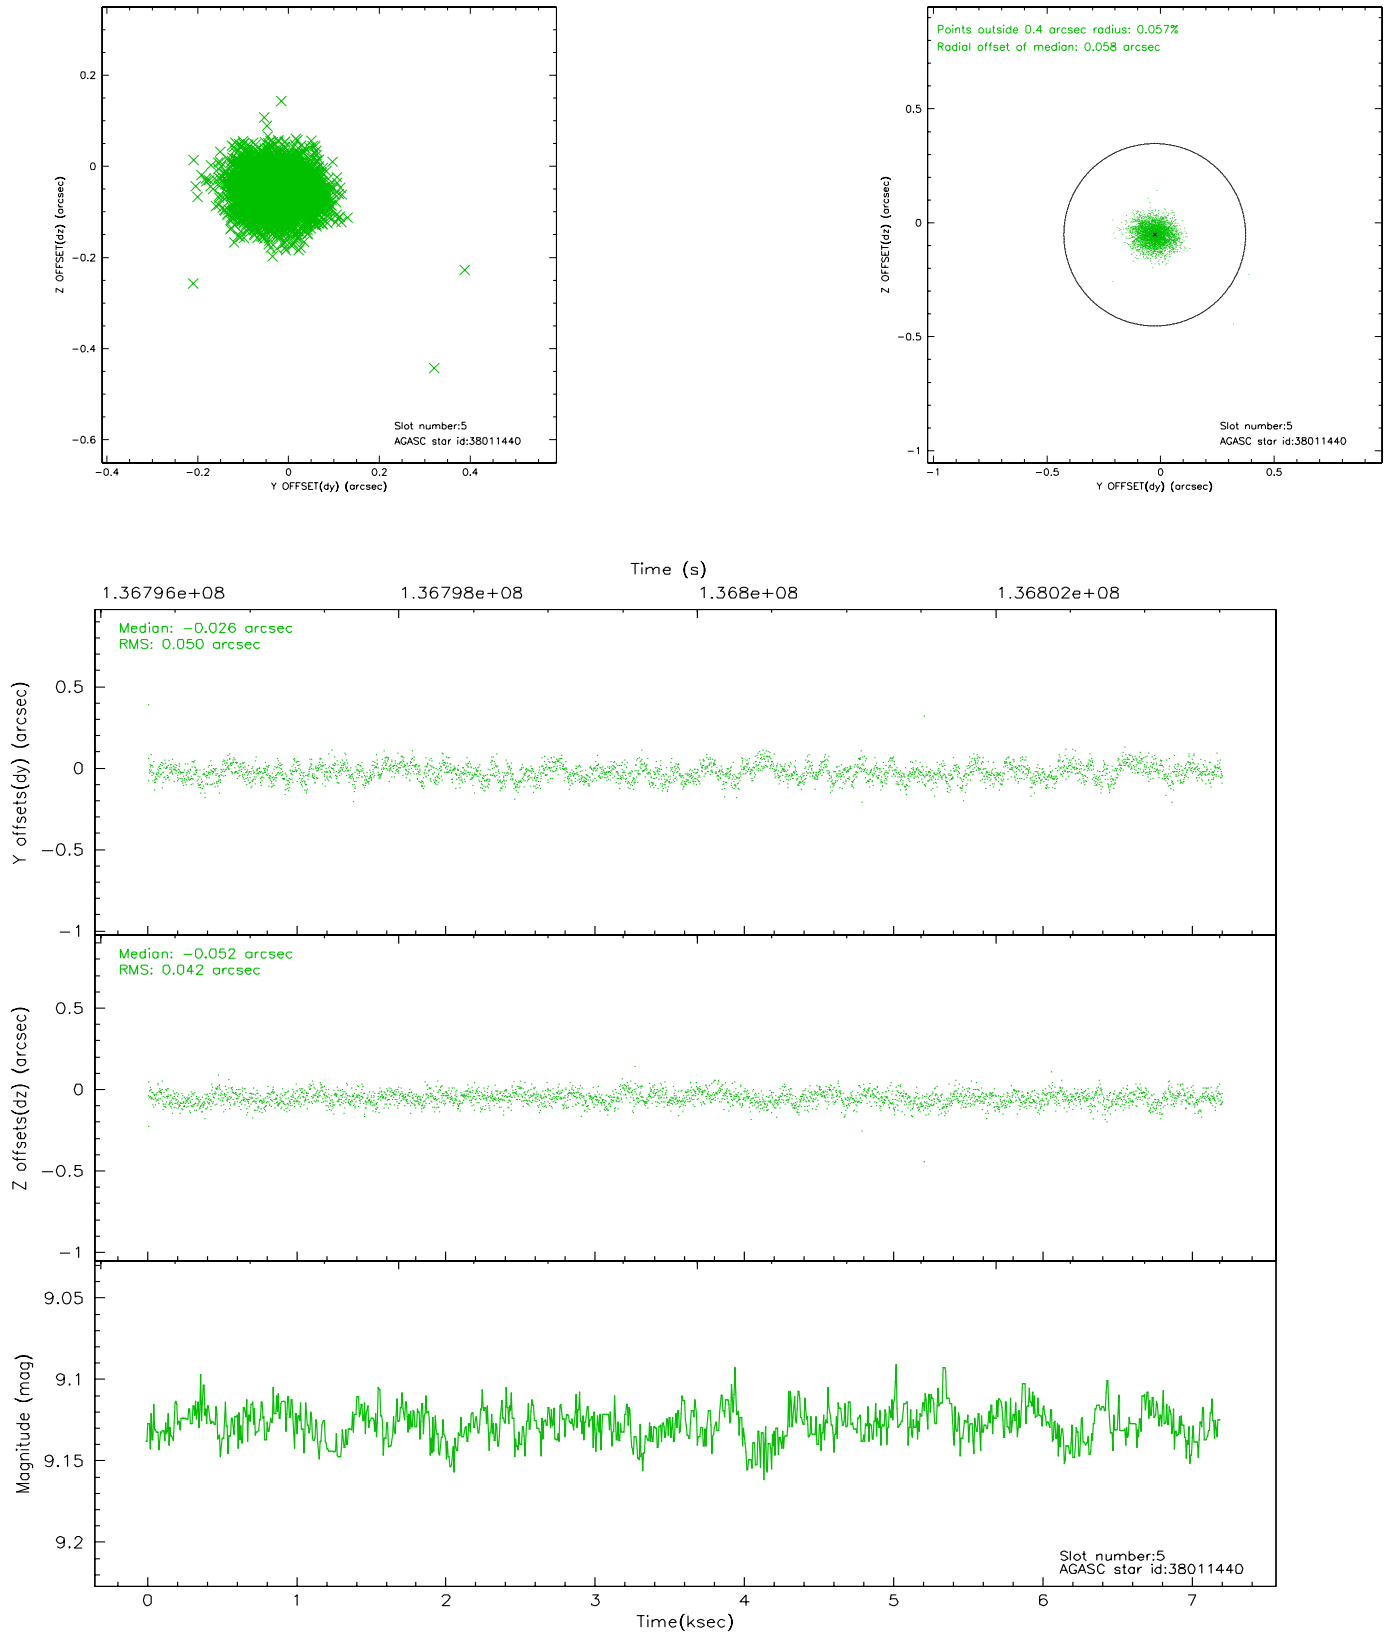 0.2
0
-0.2
-0.4
-0.6
Z OFFSET(dz) (arcsec)
Slot number:5
AGASC star id:38011440
-0.4 -0.2 0 0.2 0.4
Y OFFSET(dy) (arcsec)
Points outside 0.4 arcsec radius: 0.057%
Radial offset of median: 0.058 arcsec
0.5
0
-0.5
-1
Z OFFSET(dz) (arcsec)
Slot number:5
AGASC star id:38011440
-1 -0.5 0 0.5
Y OFFSET(dy) (arcsec)
Time (s)
1.36796e+08 1.36798e+08 1.368e+08 1.36802e+08
Median: -0.026 arcsec
RMS: 0.050 arcsec
0.5
0
-0.5
-1
Y offsets(dy) (arcsec)
Median: -0.052 arcsec
RMS: 0.042 arcsec
0.5
0
-0.5
-1
Z offsets(dz) (arcsec)
9.05
9.1
9.15
9.2
Magnitude (mag)
Slot number:5
AGASC star id:38011440
0 1 2 3 4 5 6 7
Time(ksec)